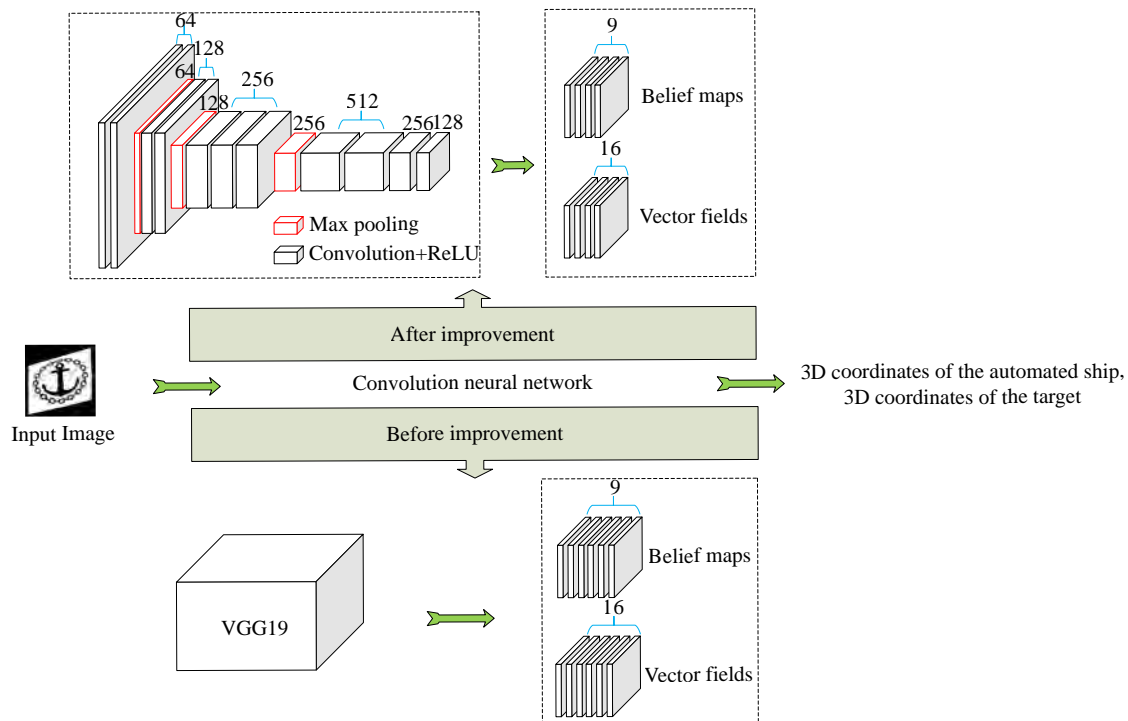 64
128
64
256
128
512
256
256
128
Max pooling
Convolution+ReLU
9
Belief maps
16
Vector fields
After improvement
Input Image
Convolution neural network
3D coordinates of the automated ship,
3D coordinates of the target
Before improvement
VGG19
9
Belief maps
16
Vector fields